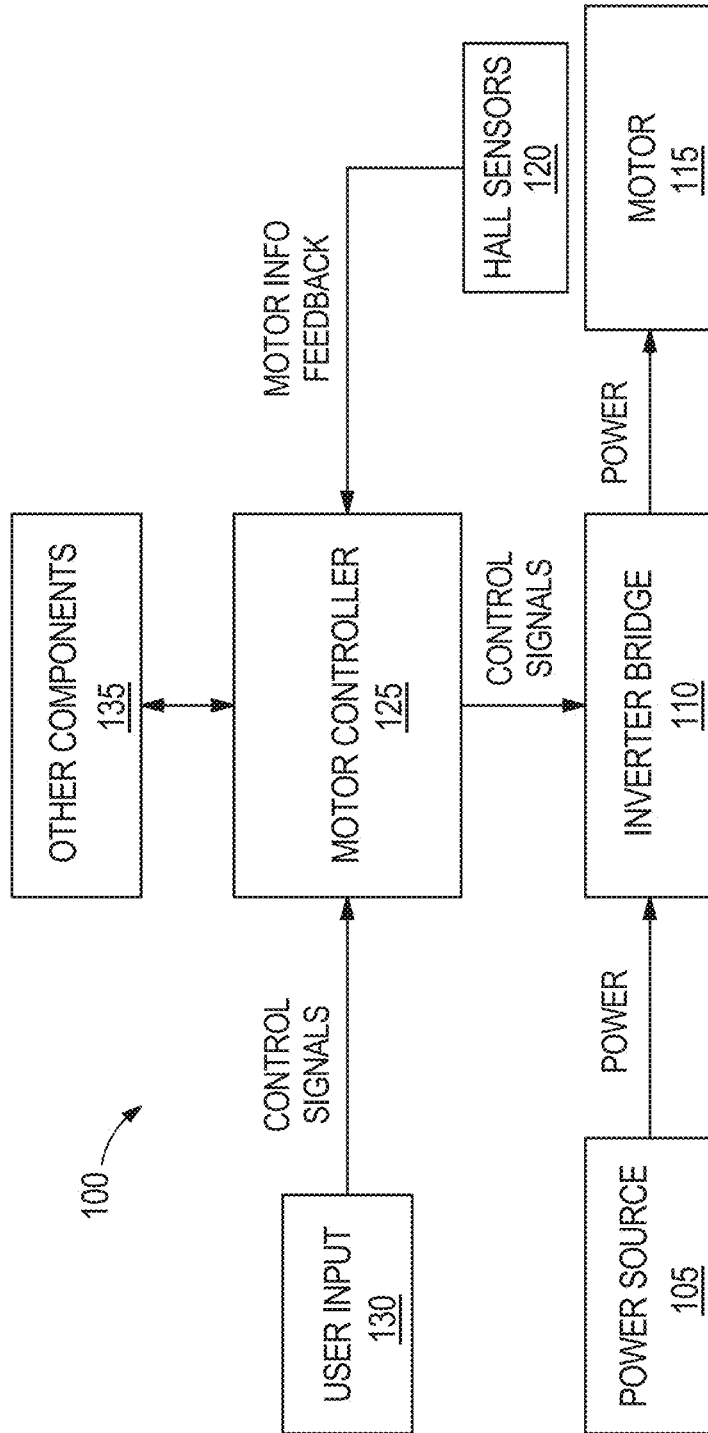 100
OTHER COMPONENTS
135
USER INPUT
130
CONTROL
SIGNALS
MOTOR CONTROLLER
125
MOTOR INFO
FEEDBACK
HALL SENSORS
120
CONTROL
SIGNALS
POWER SOURCE
105
POWER
INVERTER BRIDGE
110
POWER
MOTOR
115